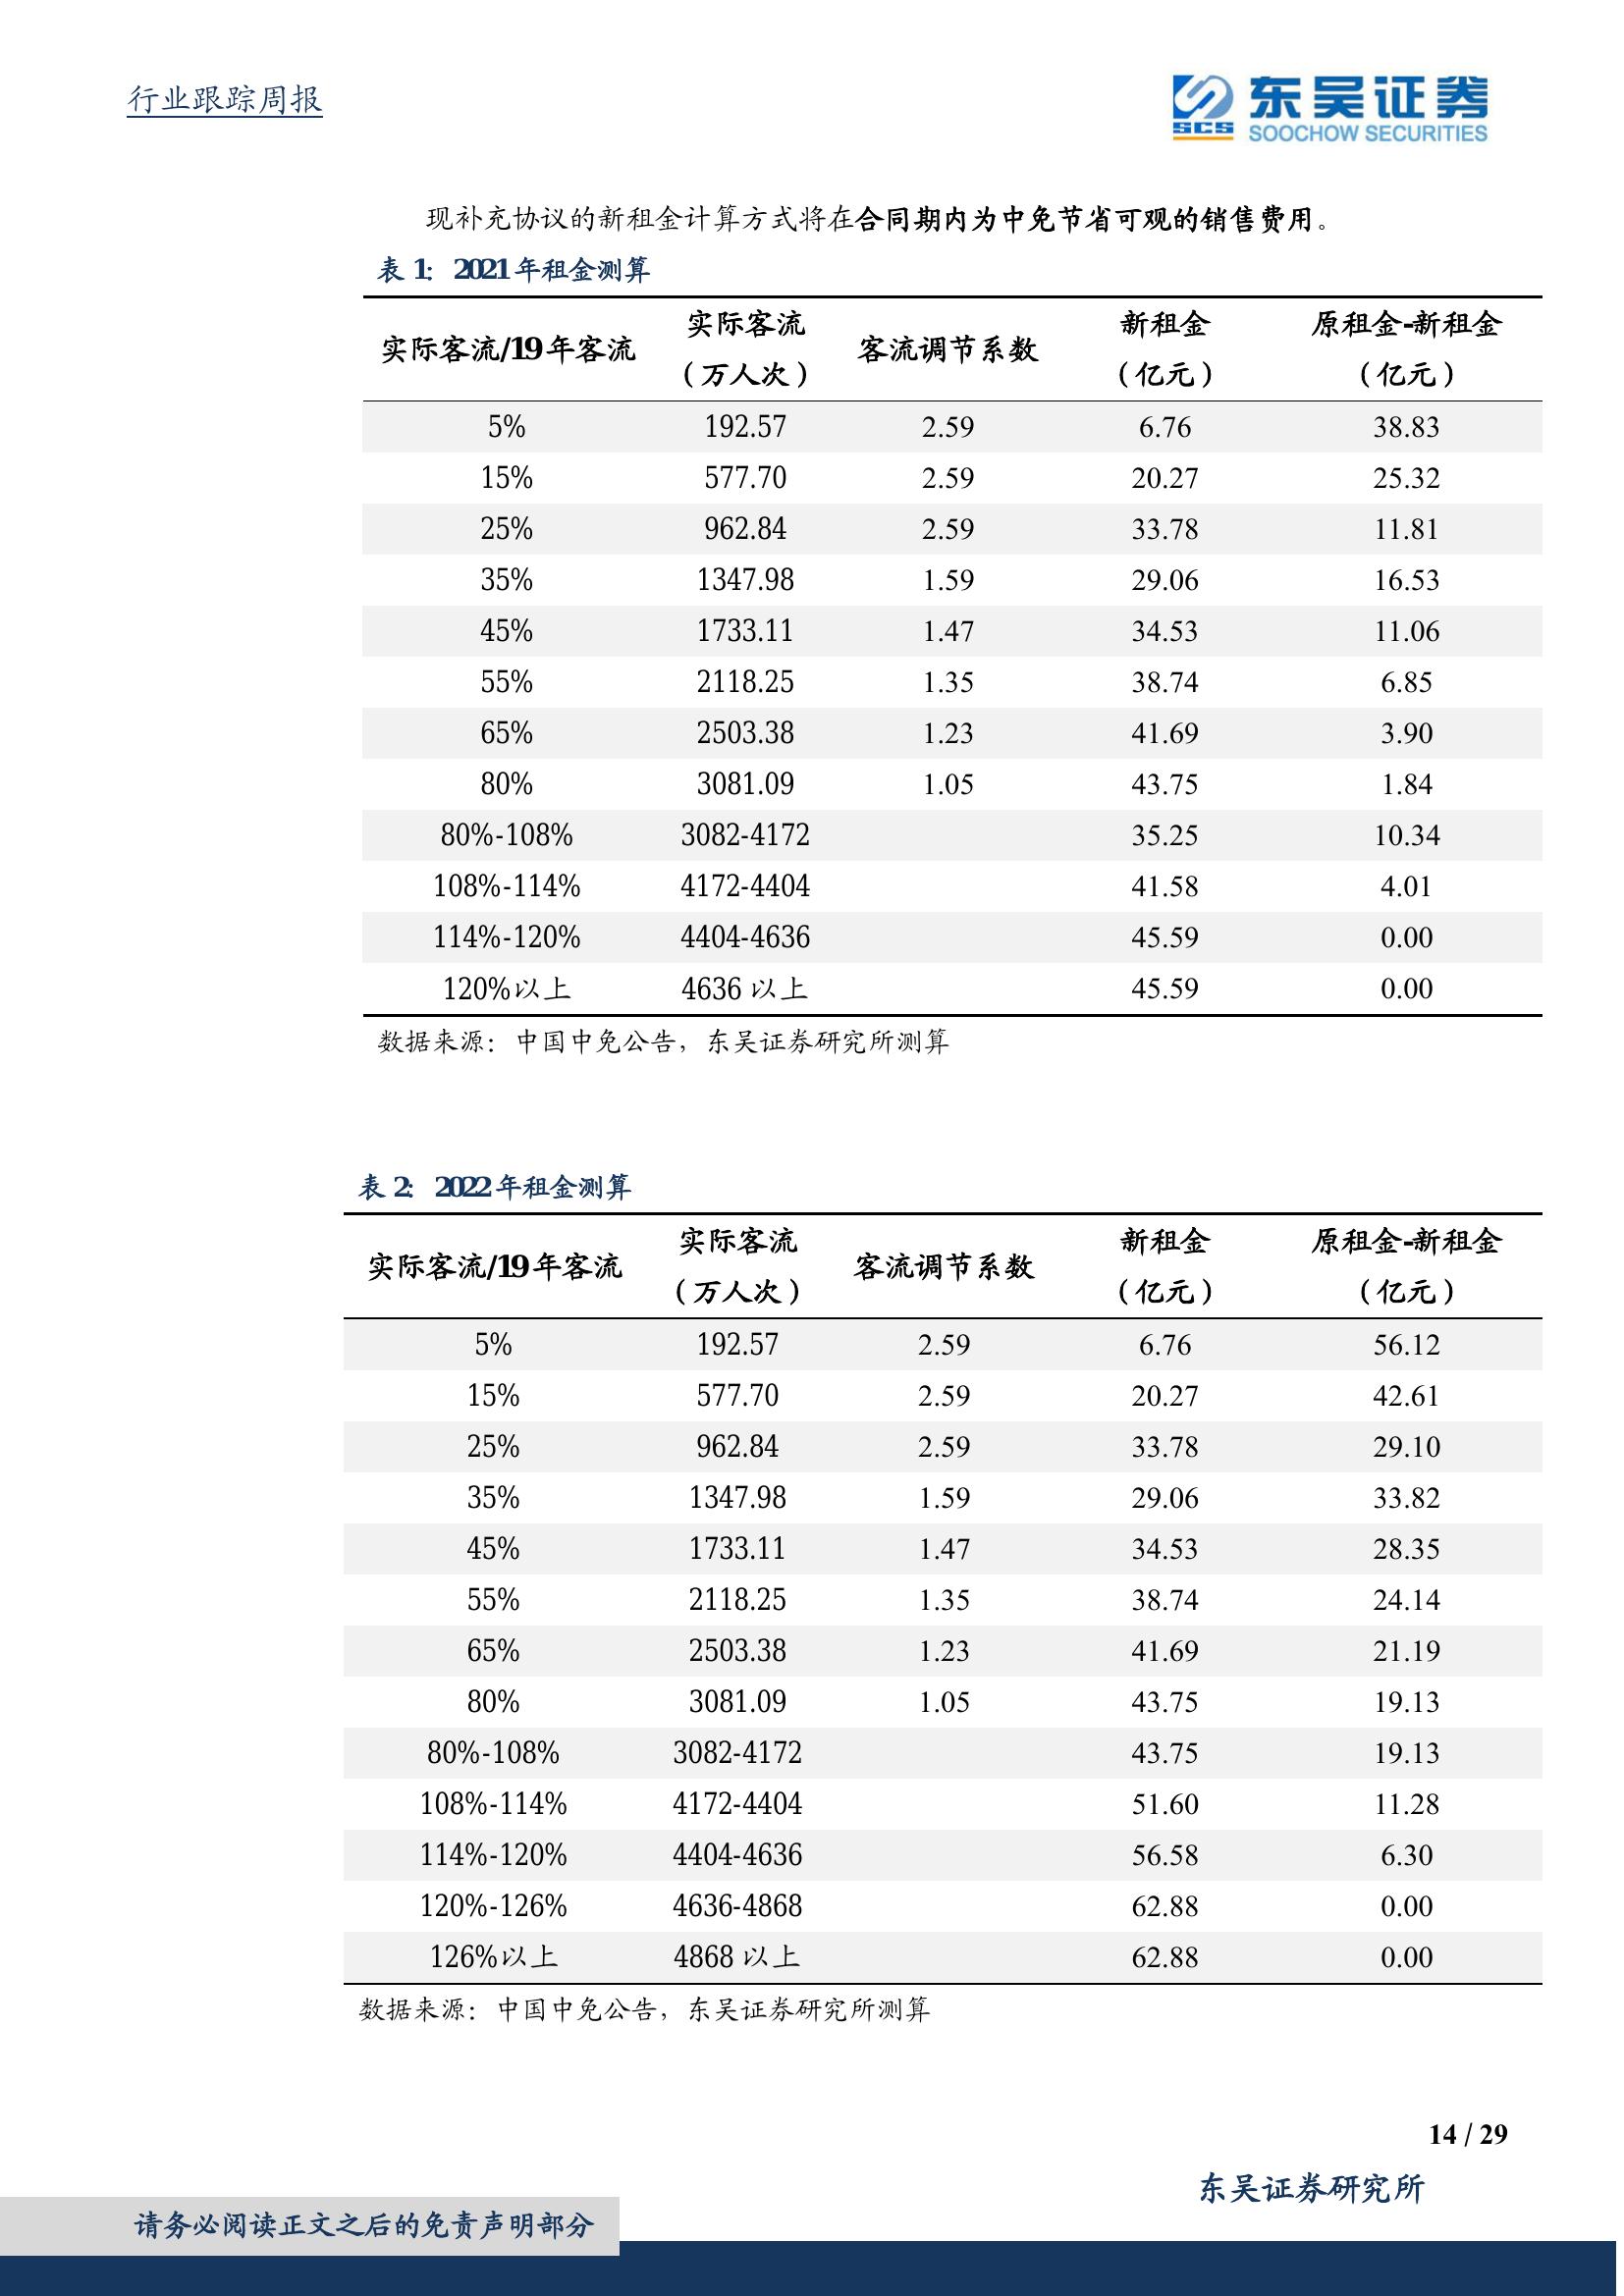 行业跟踪周报
东吴证券
SCS
SOOCHOW SECURITIES
现补充协议的新租金计算方式将在合同期内为中免节省可观的销售费用。
表 1: 2021 年租金测算
实际客流/19 年客流 实际客流（万人次） 客流调节系数 新租金（亿元） 原租金-新租金（亿元）
5% 192.57 2.59 6.76 38.83
15% 577.70 2.59 20.27 25.32
25% 962.84 2.59 33.78 11.81
35% 1347.98 1.59 29.06 16.53
45% 1733.11 1.47 34.53 11.06
55% 2118.25 1.35 38.74 6.85
65% 2503.38 1.23 41.69 3.90
80% 3081.09 1.05 43.75 1.84
80%-108% 3082-4172 35.25 10.34
108%-114% 4172-4404 41.58 4.01
114%-120% 4404-4636 45.59 0.00
120%以上 4636 以上 45.59 0.00
数据来源：中国中免公告，东吴证券研究所测算
表 2: 2022 年租金测算
实际客流/19 年客流 实际客流（万人次） 客流调节系数 新租金（亿元） 原租金-新租金（亿元）
5% 192.57 2.59 6.76 56.12
15% 577.70 2.59 20.27 42.61
25% 962.84 2.59 33.78 29.10
35% 1347.98 1.59 29.06 33.82
45% 1733.11 1.47 34.53 28.35
55% 2118.25 1.35 38.74 24.14
65% 2503.38 1.23 41.69 21.19
80% 3081.09 1.05 43.75 19.13
80%-108% 3082-4172 43.75 19.13
108%-114% 4172-4404 51.60 11.28
114%-120% 4404-4636 56.58 6.30
120%-126% 4636-4868 62.88 0.00
126%以上 4868 以上 62.88 0.00
数据来源：中国中免公告，东吴证券研究所测算
14 / 29
东吴证券研究所
请务必阅读正文之后的免责声明部分